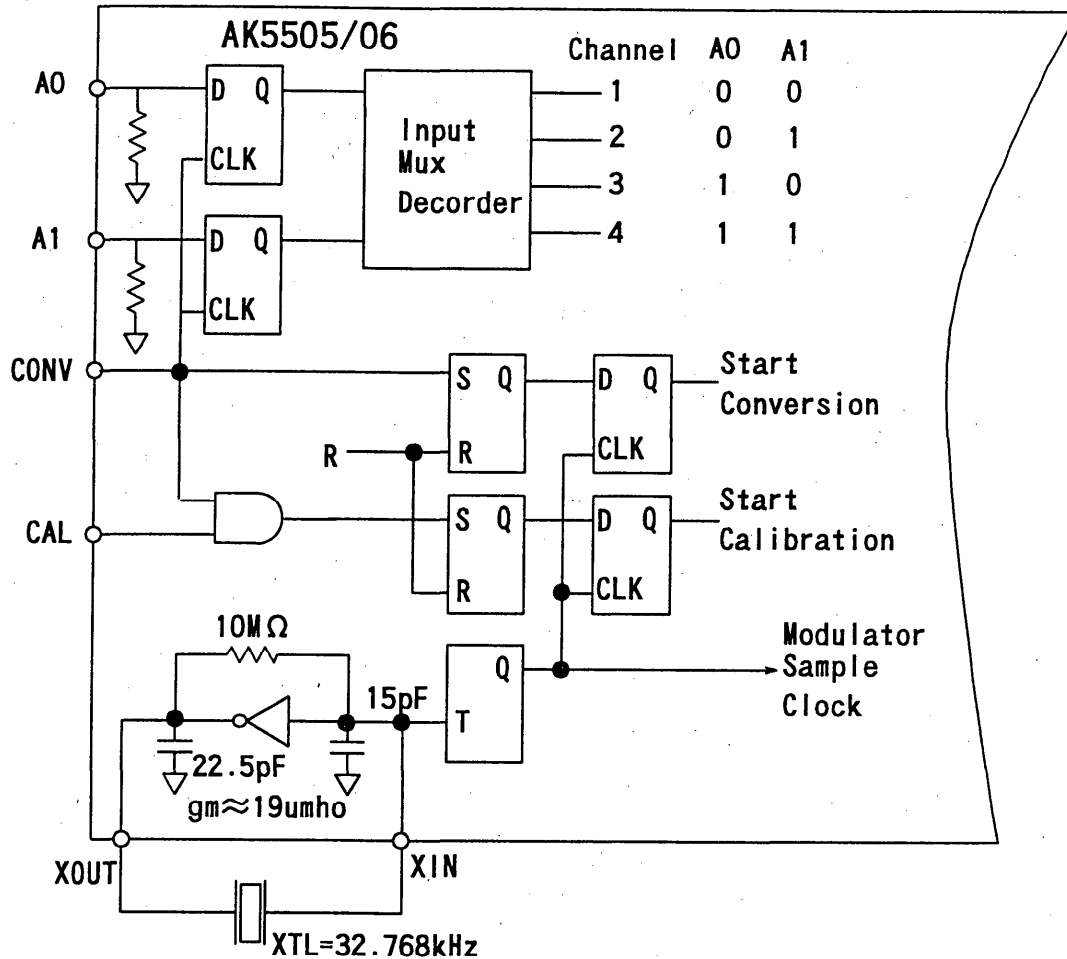 AK5505/06
Channel A0 A1
1 0 0
2 0 1
3 1 0
4 1 1
A0
D Q
CLK
Input
Mux
Decorder
A1
D Q
CLK
CONV
S Q
R
D Q
CLK
Start
Conversion
R
CAL
S Q
R
D Q
CLK
Start
Calibration
10MΩ
15pF
22.5pF
gm≈19umho
Q
T
Modulator
Sample
Clock
XOUT
XIN
XTL=32.768kHz